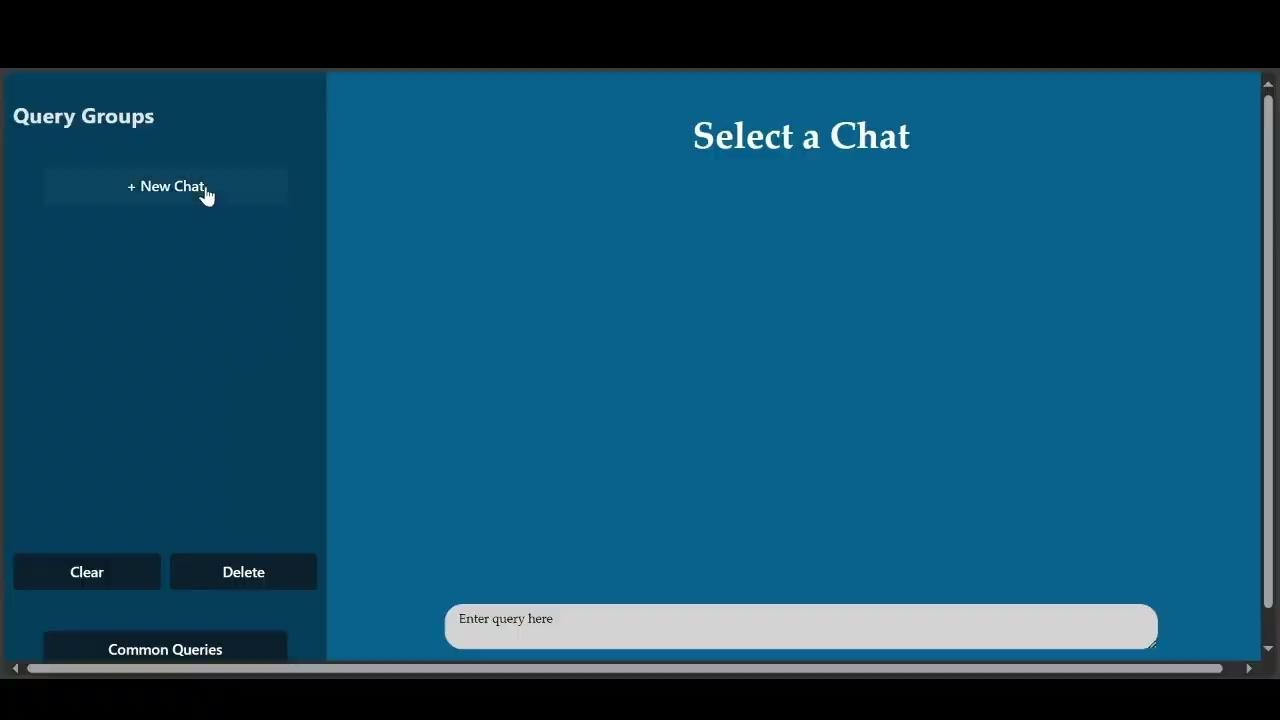 Query Groups
+ New Chat
Clear
Delete
Common Queries
Select a Chat
Enter query here